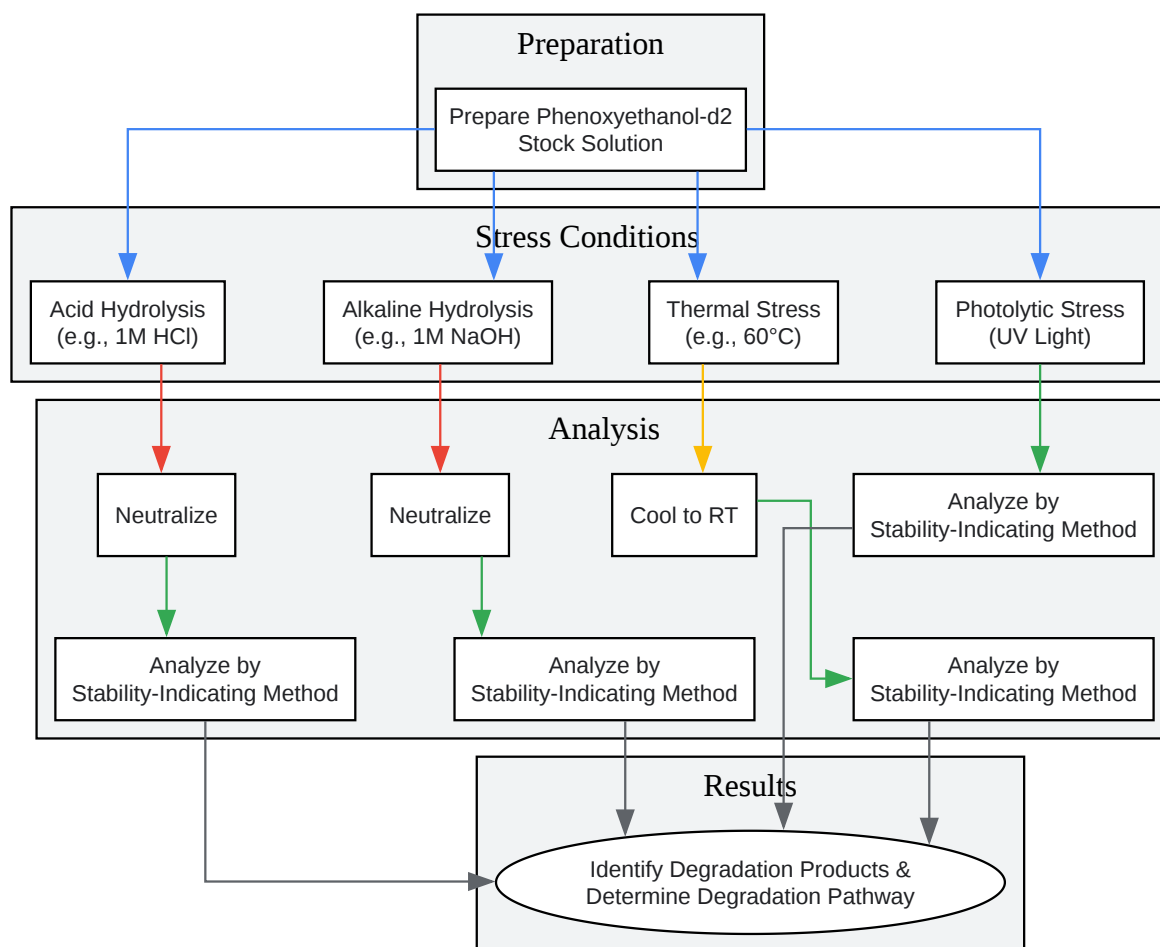 Preparation
Prepare Phenoxyethanol-d2
Stock Solution
Stress Conditions
Acid Hydrolysis
(e.g., 1M HCl)
Alkaline Hydrolysis
(e.g., 1M NaOH)
Thermal Stress
(e.g., 60°C)
Photolytic Stress
(UV Light)
Analysis
Neutralize
Neutralize
Cool to RT
Analyze by
Stability-Indicating Method
Analyze by
Stability-Indicating Method
Analyze by
Stability-Indicating Method
Analyze by
Stability-Indicating Method
Results
Identify Degradation Products &
Determine Degradation Pathway